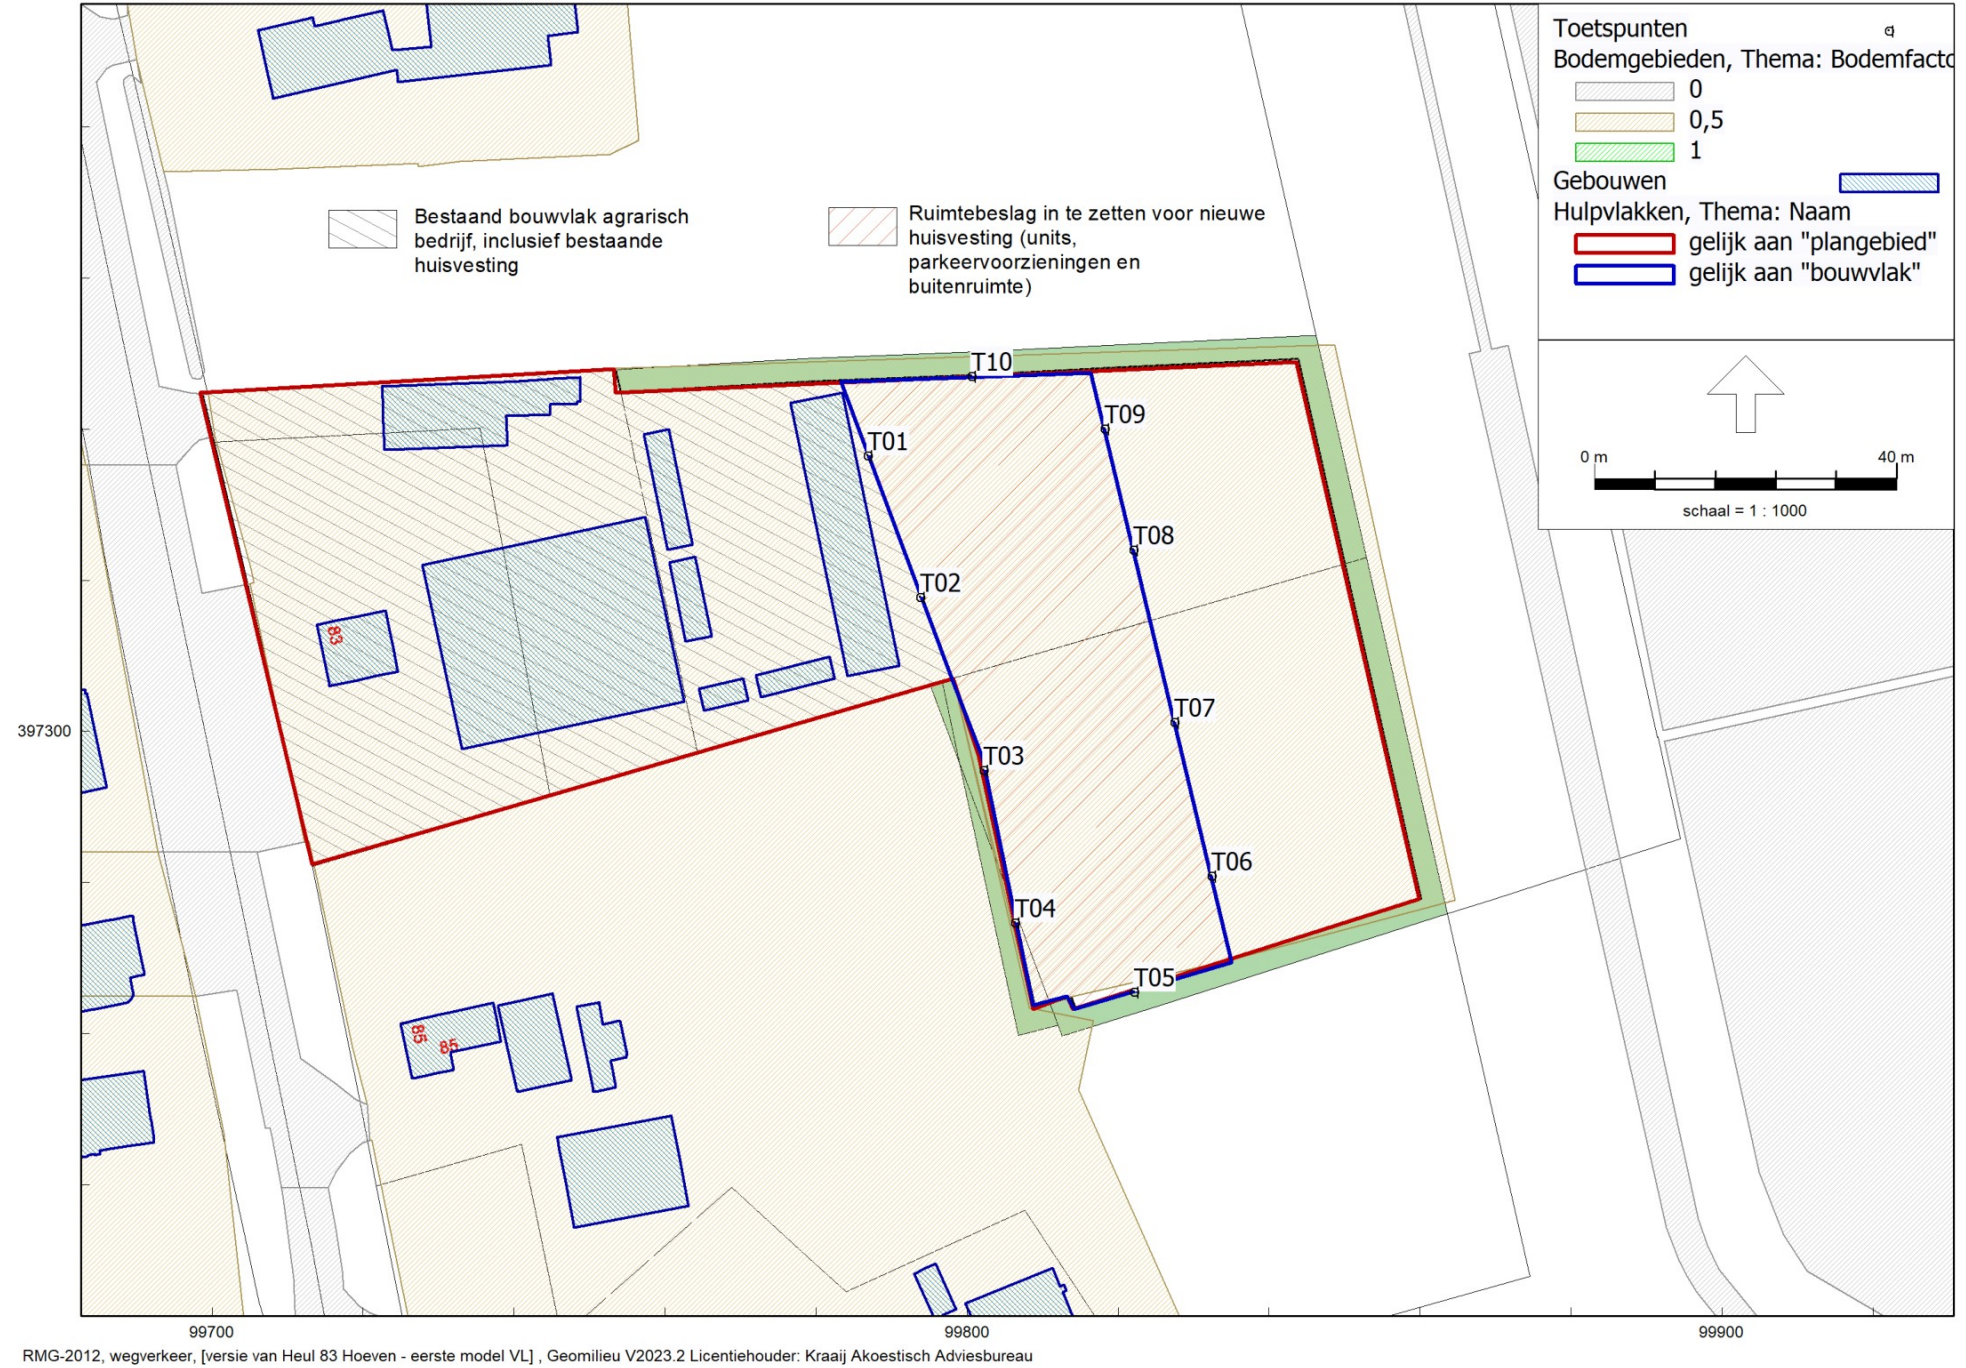 Toetspunten
Bodemgebieden, Thema: Bodemfacto
0
0,5
1
Gebouwen
Hulpvlakken, Thema: Naam
gelijk aan "plangebied"
gelijk aan "bouwvlak"
0 m 40 m
schaal = 1 : 1000
Bestaand bouwvlak agrarisch
bedrijf, inclusief bestaande
huisvesting
Ruimtebeslag in te zetten voor nieuwe
huisvesting (units,
parkeervoorzieningen en
buitenruimte)
T10
T09
T01
T08
T02
83
T07
397300
T03
T06
T04
T05
85
85
99700 99800 99900
RMG-2012, wegverkeer, [versie van Heul 83 Hoeven - eerste model VL] , Geomilieu V2023.2 Licentiehouder: Kraaij Akoestisch Adviesbureau